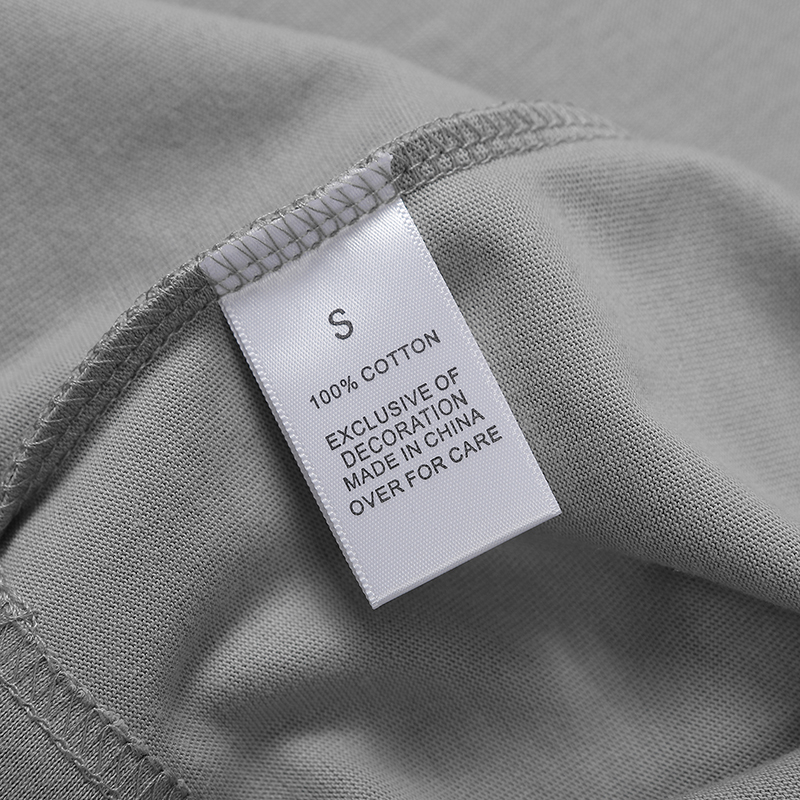 S
100% COTTON
EXCLUSIVE OF
DECORATION
MADE IN CHINA
OVER FOR CARE